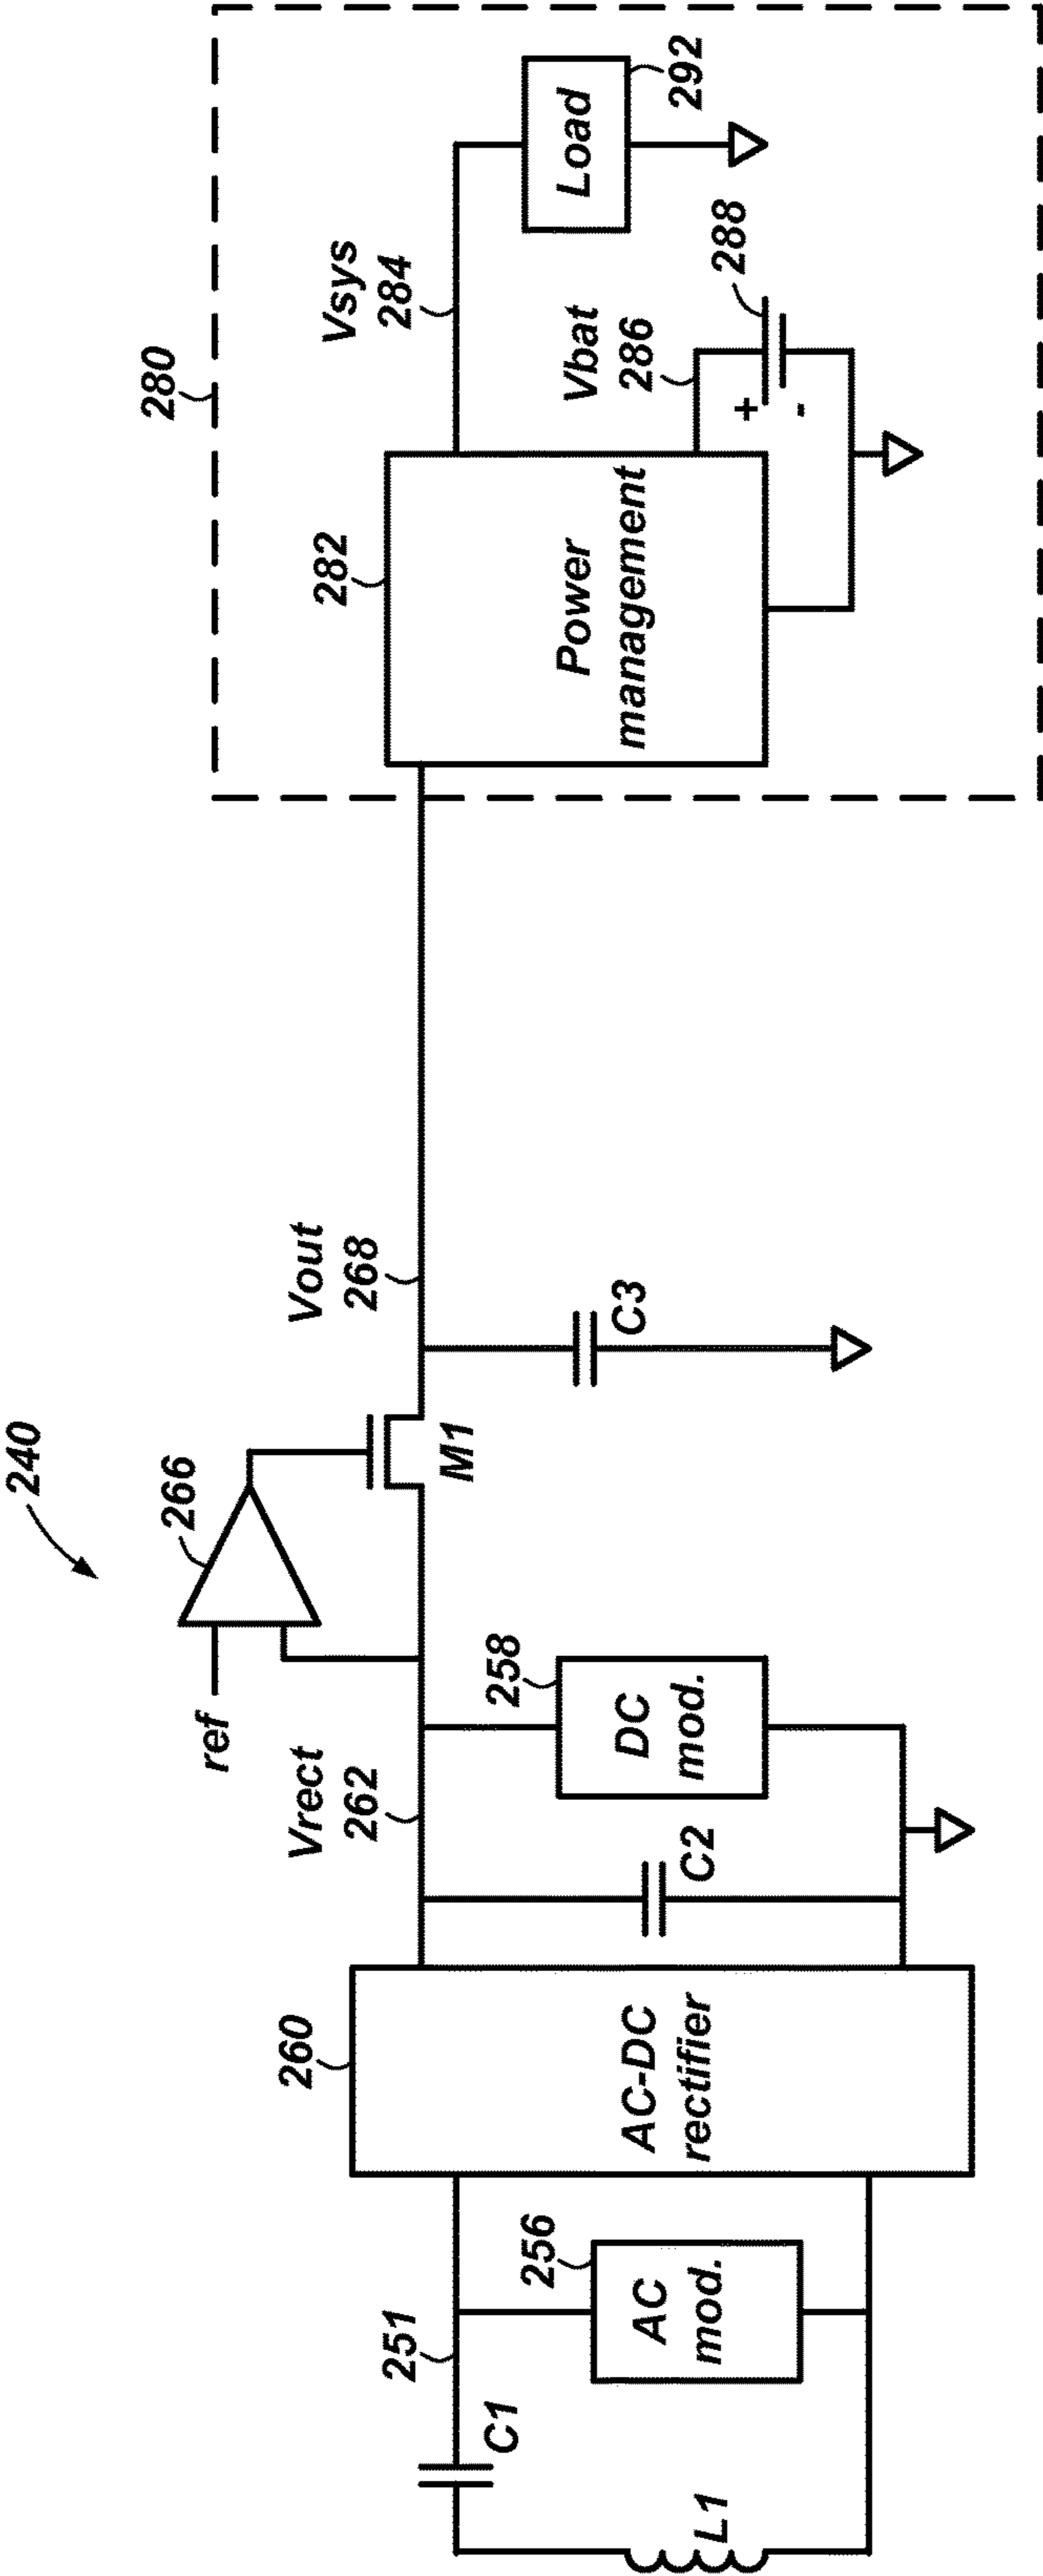 240
266
ref
Vrect
262
Vout
268
M1
C3
258
DC
mod.
C2
260
AC-DC
rectifier
251
C1
256
AC
mod.
L1
280
282
Power
management
Vsys
284
Load
292
Vbat
286
288
+
-